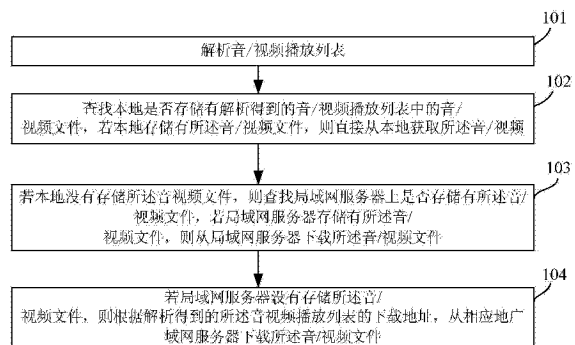 101
解析音/视频播放列表
102
查找本地是否存储有解析得到的音/视频播放列表中的音/
视频文件，若本地存储有所述音/视频文件，则直接从本地获取所述音/视频
103
若本地没有存储所述音视频文件，则查找局域网服务器上是否存储有所述音/
视频文件，若局域网服务器存储有所述音/
视频文件，则从局域网服务器下载所述音/视频文件
104
若局域网服务器没有存储所述音/
视频文件，则根据解析得到的所述音视频播放列表的下载地址，从相应地广
域网服务器下载所述音/视频文件